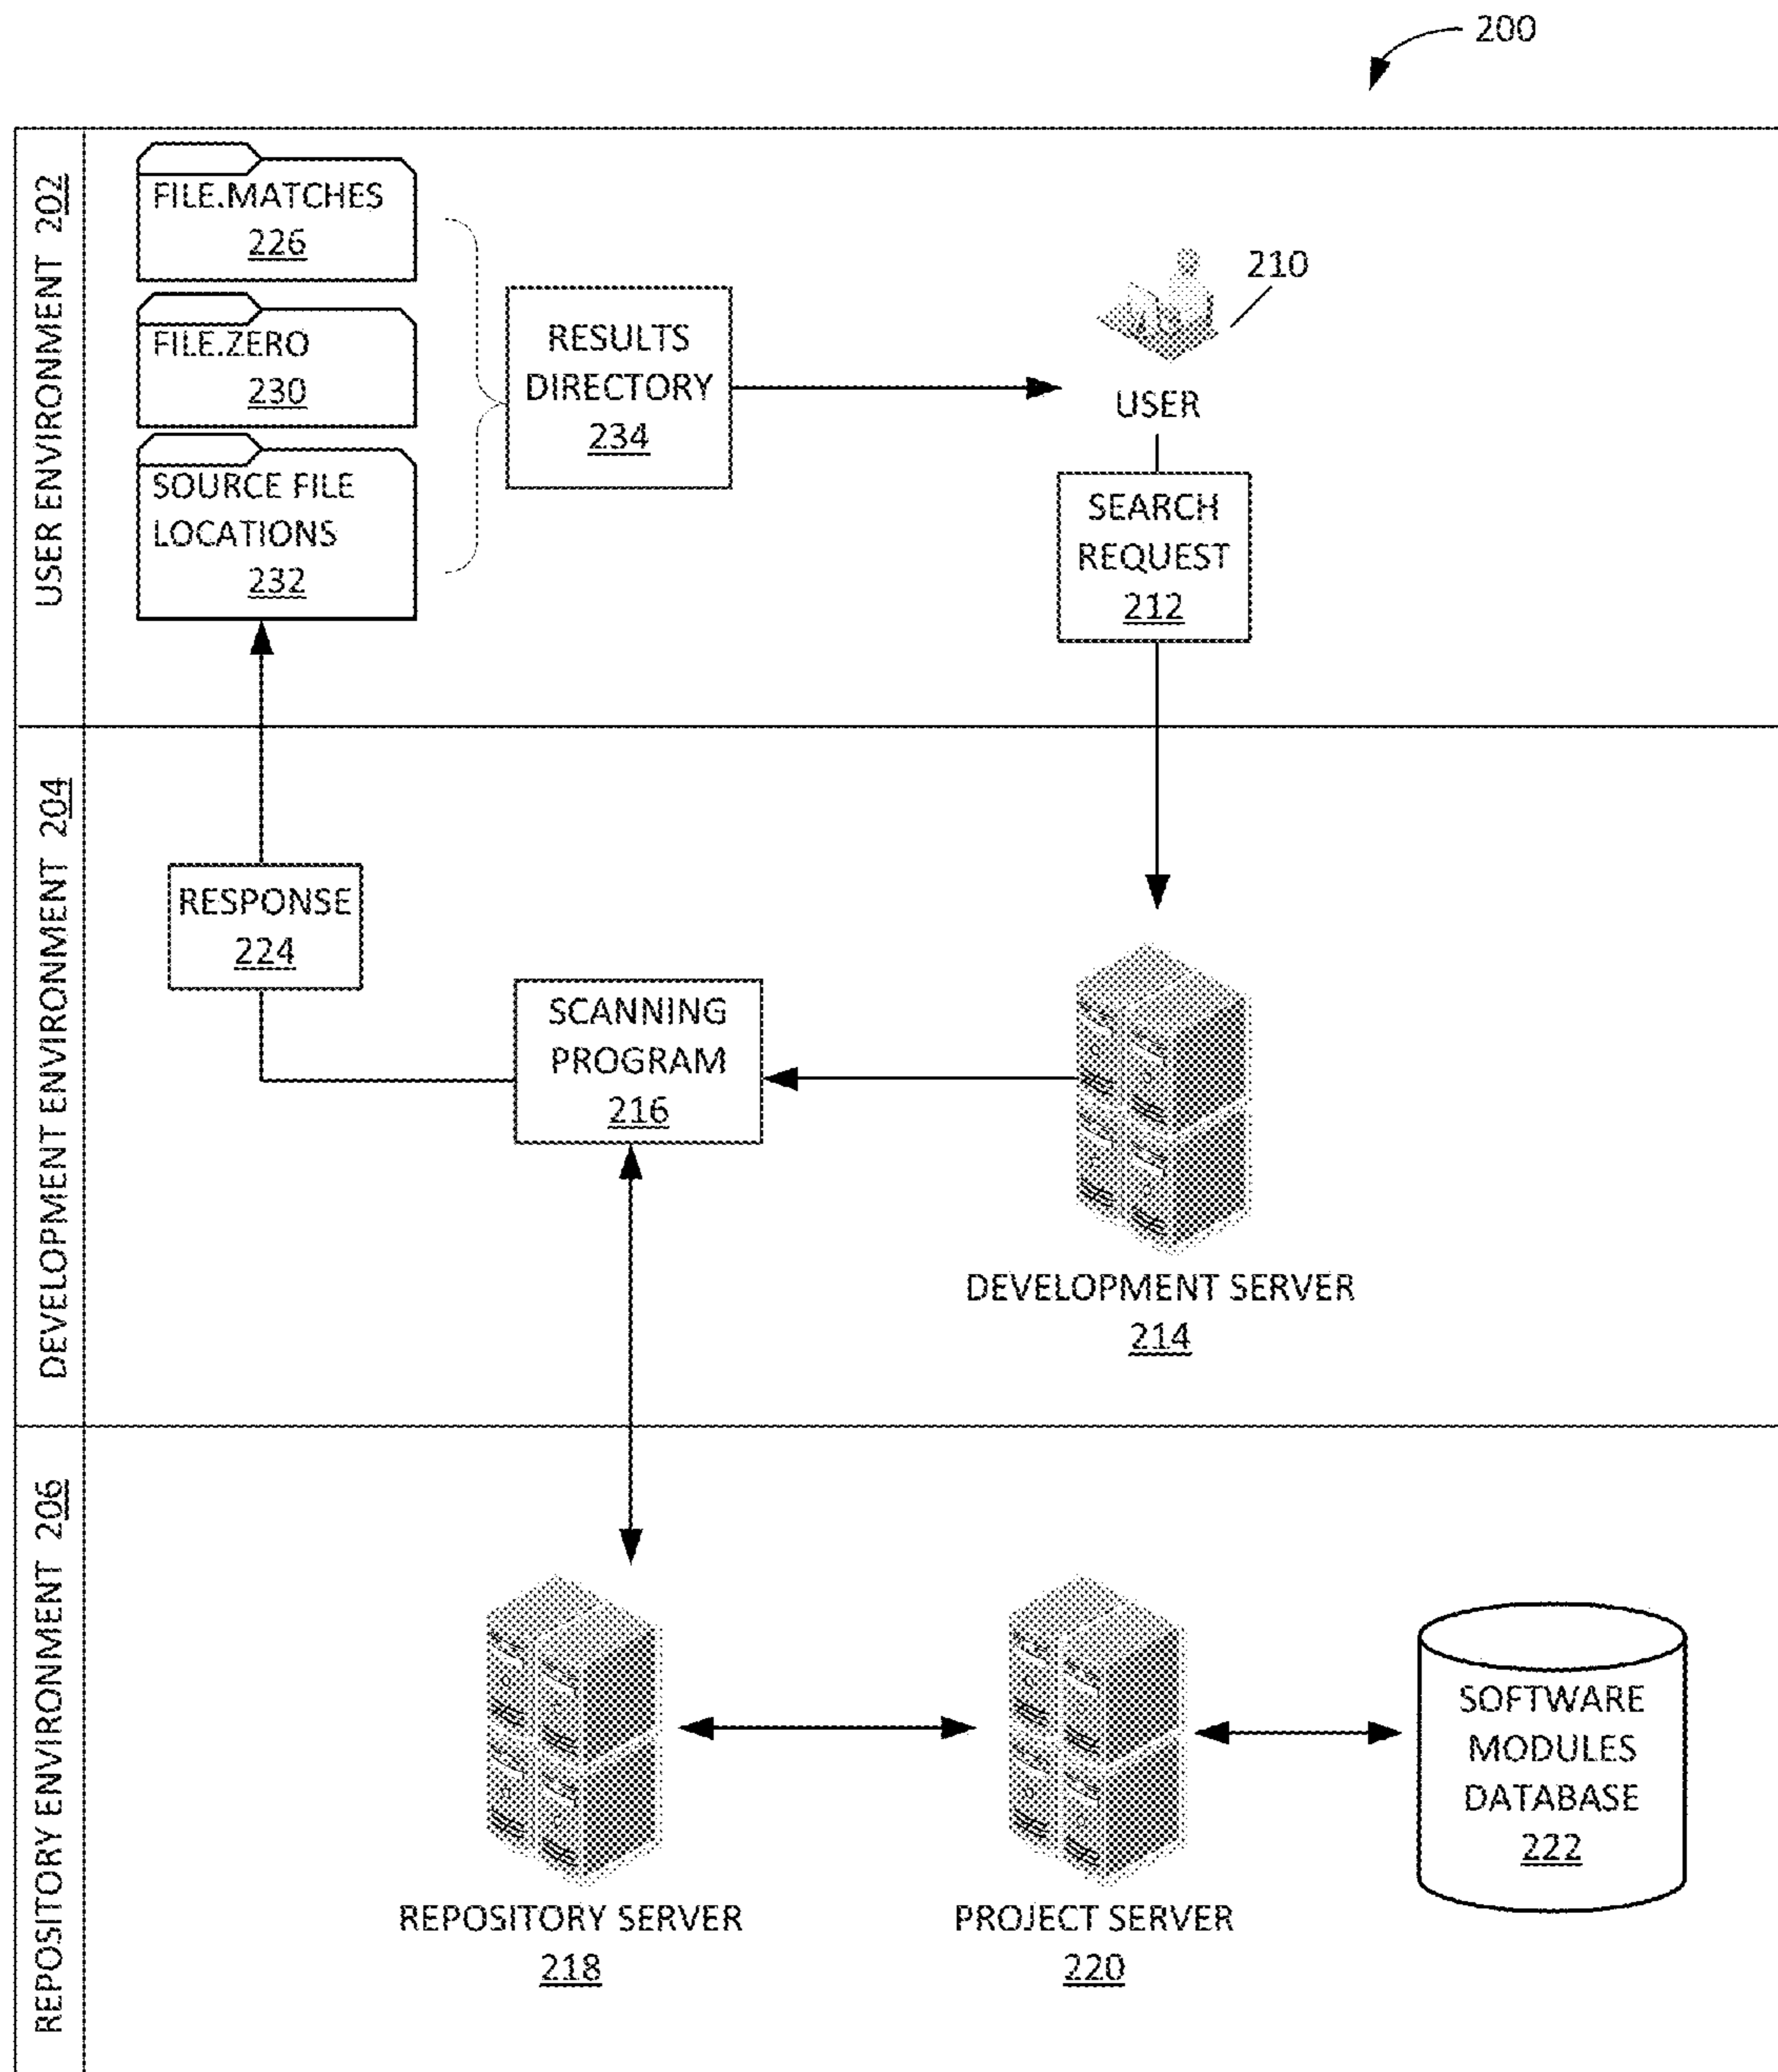 200
USER ENVIRONMENT 202
FILE.MATCHES
226
FILE.ZERO
230
SOURCE FILE
LOCATIONS
232
RESULTS
DIRECTORY
234
210
USER
SEARCH
REQUEST
212
DEVELOPMENT ENVIRONMENT 204
RESPONSE
224
SCANNING
PROGRAM
216
DEVELOPMENT SERVER
214
REPOSITORY ENVIRONMENT 206
REPOSITORY SERVER
218
PROJECT SERVER
220
SOFTWARE
MODULES
DATABASE
222